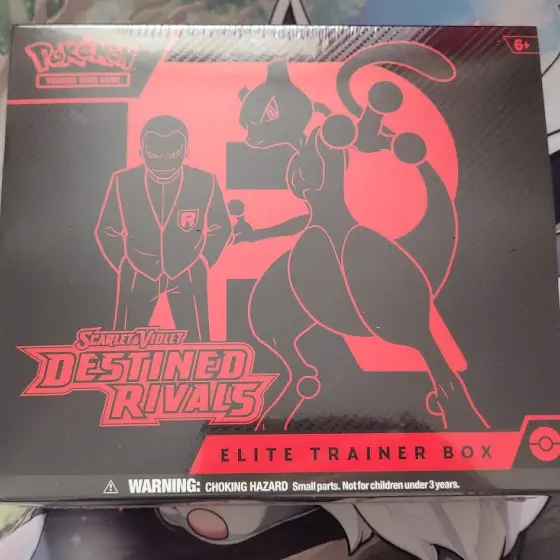 POKÉMON
TRADING CARD GAME
6+
R
SCARLET & VIOLET
DESTINED
RIVALS
ELITE TRAINER BOX
WARNING: CHOKING HAZARD Small parts. Not for children under 3 years.